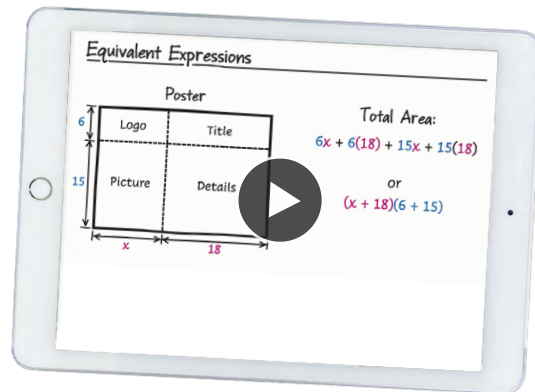 Equivalent Expressions
Poster
6
Logo
Title
15
Picture
Details
x
18
Total Area:
6x + 6(18) + 15x + 15(18)
or
(x + 18)(6 + 15)